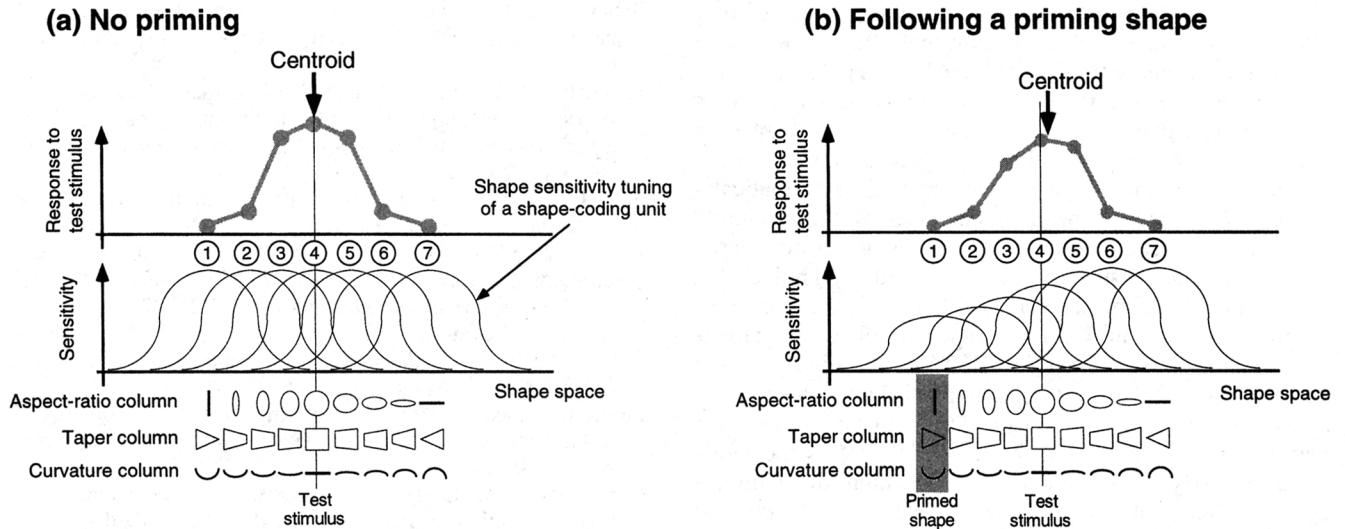 (a) No priming
Centroid
Response to
test stimulus
Shape sensitivity tuning
of a shape-coding unit
1 2 3 4 5 6 7
Sensitivity
Shape space
Aspect-ratio column
Taper column
Curvature column
Test
stimulus
(b) Following a priming shape
Centroid
Response to
test stimulus
1 2 3 4 5 6 7
Sensitivity
Shape space
Aspect-ratio column
Taper column
Curvature column
Primed
shape
Test
stimulus